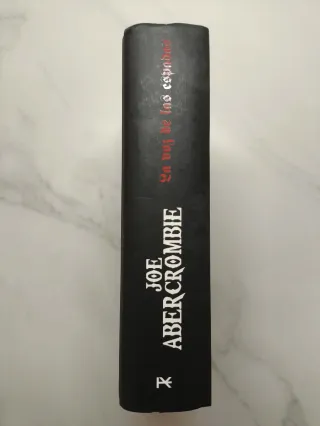 La voz de las espadas
JOE
ABERCROMBIE